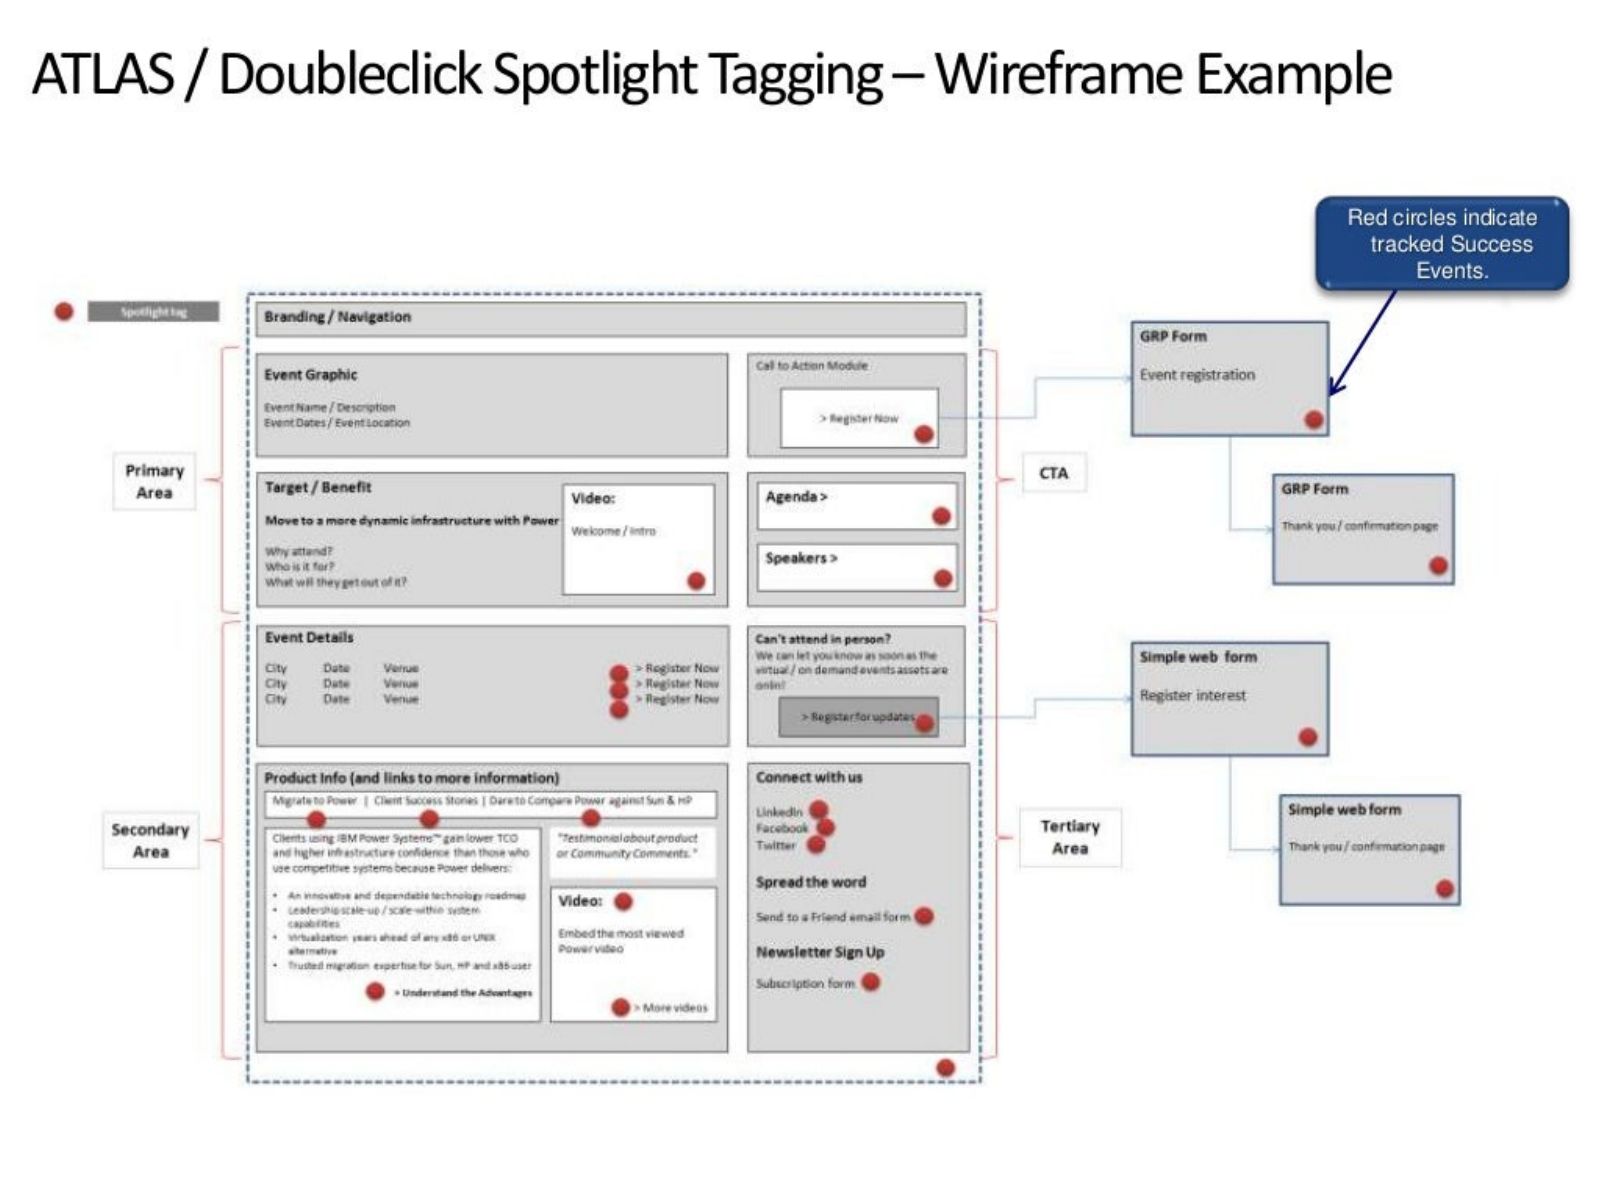 ATLAS / Doubleclick Spotlight Tagging – Wireframe Example
Red circles indicate
tracked Success
Events.
Spotlight tag
Branding / Navigation
Primary
Area
Event Graphic
Event Name / Description
Event Dates / Event Location
Call to Action Module
> Register Now
Target / Benefit
Move to a more dynamic infrastructure with Power
Why attend?
Who is it for?
What will they get out of it?
Video:
Welcome / Intro
Agenda >
Speakers >
CTA
GRP Form
Event registration
GRP Form
Thank you / confirmation page
Secondary
Area
Event Details
City Date Venue > Register Now
City Date Venue > Register Now
City Date Venue > Register Now
Can't attend in person?
We can let you know as soon as the
virtual / on demand events assets are
onlin!
> Register for updates
Simple web form
Register interest
Simple web form
Thank you / confirmation page
Product Info (and links to more information)
Migrate to Power | Client Success Stories | Dare to Compare Power against Sun & HP
Clients using IBM Power Systems™ gain lower TCO
and higher infrastructure confidence than those who
use competitive systems because Power delivers:
• An innovative and dependable technology roadmap
• Leadership scale-up / scale-within system
capabilities
• Virtualization years ahead of any x86 or UNIX
alternative
• Trusted migration expertise for Sun, HP and x86 user
> Understand the Advantages
"Testimonial about product
or Community Comments."
Video:
Embed the most viewed
Power video
> More videos
Connect with us
LinkedIn
Facebook
Twitter
Spread the word
Send to a Friend email form
Newsletter Sign Up
Subscription form
Tertiary
Area